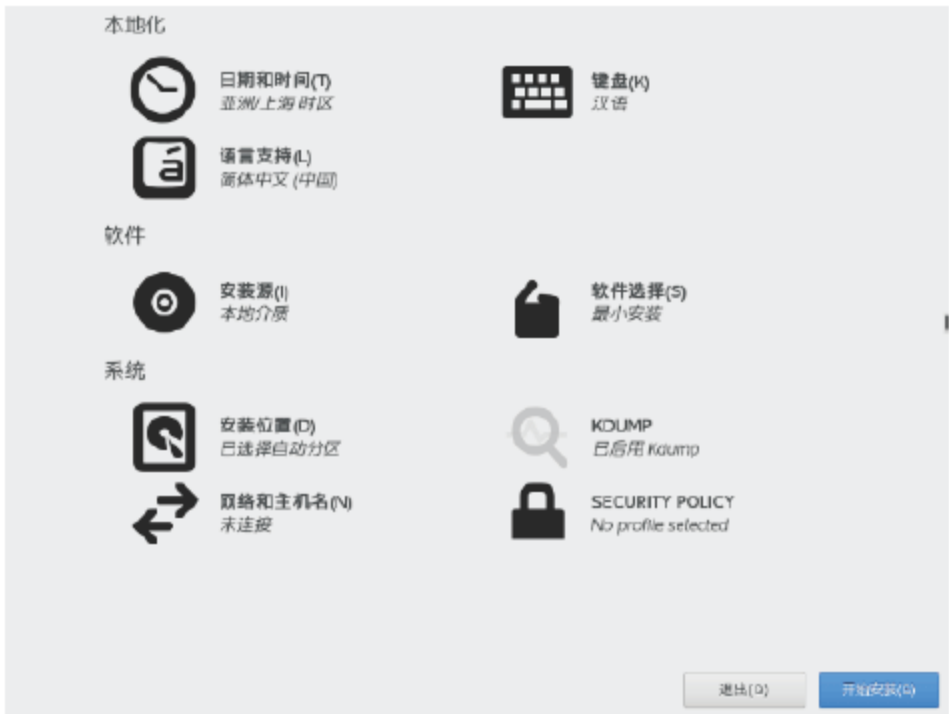 本地化
日期和时间(T)
亚洲/上海 时区
键盘(K)
汉语
语言支持(L)
简体中文 (中国)
软件
安装源(I)
本地介质
软件选择(S)
最小安装
系统
安装位置(D)
已选择自动分区
KDUMP
已启用 Kdump
网络和主机名(N)
未连接
SECURITY POLICY
No profile selected
退出(Q)
开始安装(B)